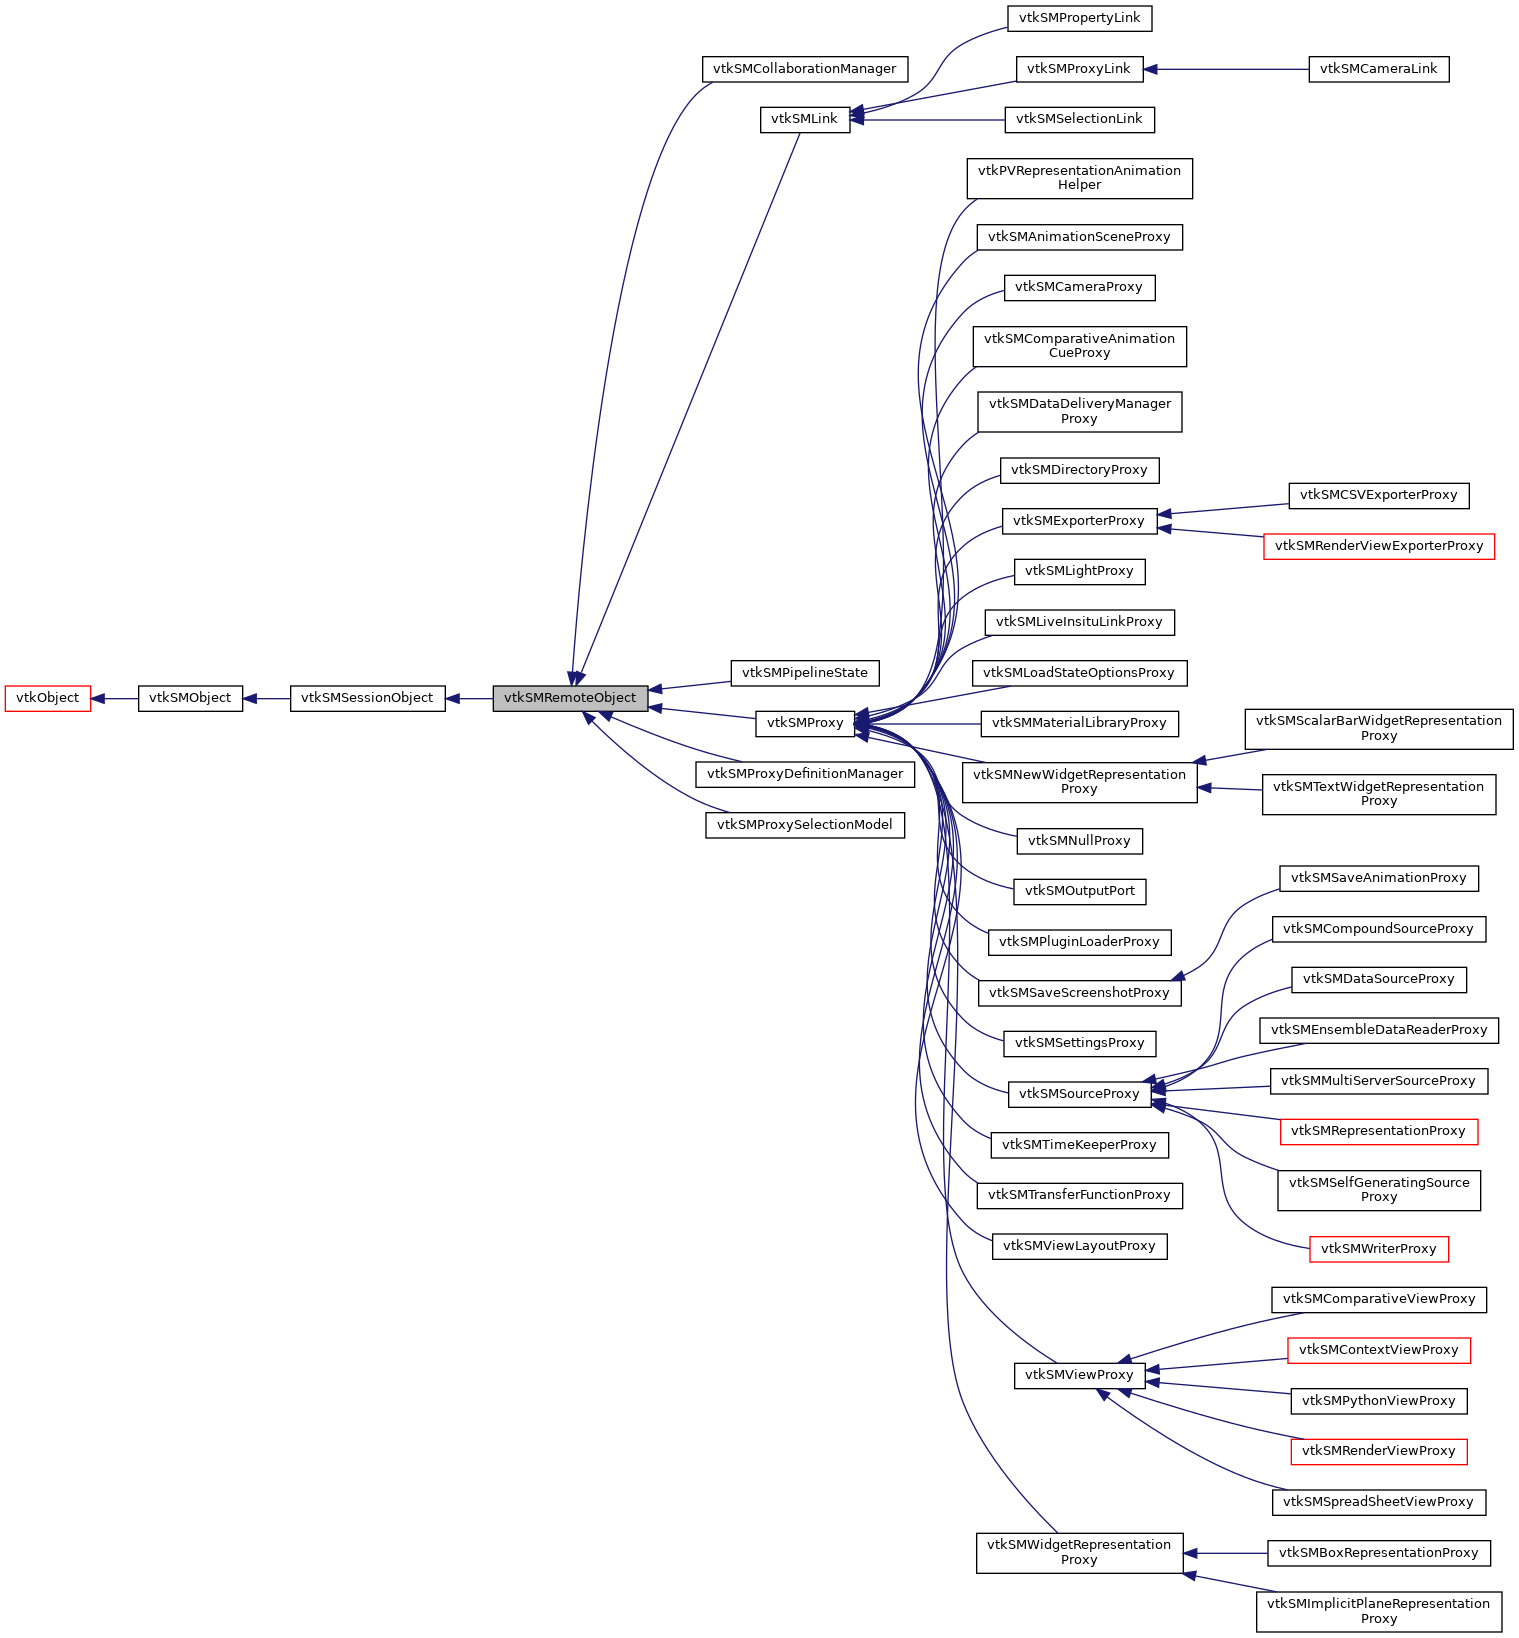 vtkSMPropertyLink
vtkSMCollaborationManager
vtkSMProxyLink
vtkSMCameraLink
vtkSMLink
vtkSMSelectionLink
vtkPVRepresentationAnimation
Helper
vtkSMAnimationSceneProxy
vtkSMCameraProxy
vtkSMComparativeAnimation
CueProxy
vtkSMDataDeliveryManager
Proxy
vtkSMDirectoryProxy
vtkSMCSVExporterProxy
vtkSMExporterProxy
vtkSMRenderViewExporterProxy
vtkSMLightProxy
vtkSMLiveInsituLinkProxy
vtkSMPipelineState
vtkSMLoadStateOptionsProxy
vtkObject
vtkSMObject
vtkSMSessionObject
vtkSMRemoteObject
vtkSMProxy
vtkSMMaterialLibraryProxy
vtkSMScalarBarWidgetRepresentation
Proxy
vtkSMProxyDefinitionManager
vtkSMNewWidgetRepresentation
Proxy
vtkSMTextWidgetRepresentation
Proxy
vtkSMProxySelectionModel
vtkSMNullProxy
vtkSMSaveAnimationProxy
vtkSMOutputPort
vtkSMCompoundSourceProxy
vtkSMPluginLoaderProxy
vtkSMDataSourceProxy
vtkSMSaveScreenshotProxy
vtkSMEnsembleDataReaderProxy
vtkSMSettingsProxy
vtkSMMultiServerSourceProxy
vtkSMSourceProxy
vtkSMRepresentationProxy
vtkSMTimeKeeperProxy
vtkSMSelfGeneratingSource
Proxy
vtkSMTransferFunctionProxy
vtkSMViewLayoutProxy
vtkSMWriterProxy
vtkSMComparativeViewProxy
vtkSMContextViewProxy
vtkSMViewProxy
vtkSMPythonViewProxy
vtkSMRenderViewProxy
vtkSMSpreadSheetViewProxy
vtkSMWidgetRepresentation
Proxy
vtkSMBoxRepresentationProxy
vtkSMImplicitPlaneRepresentation
Proxy